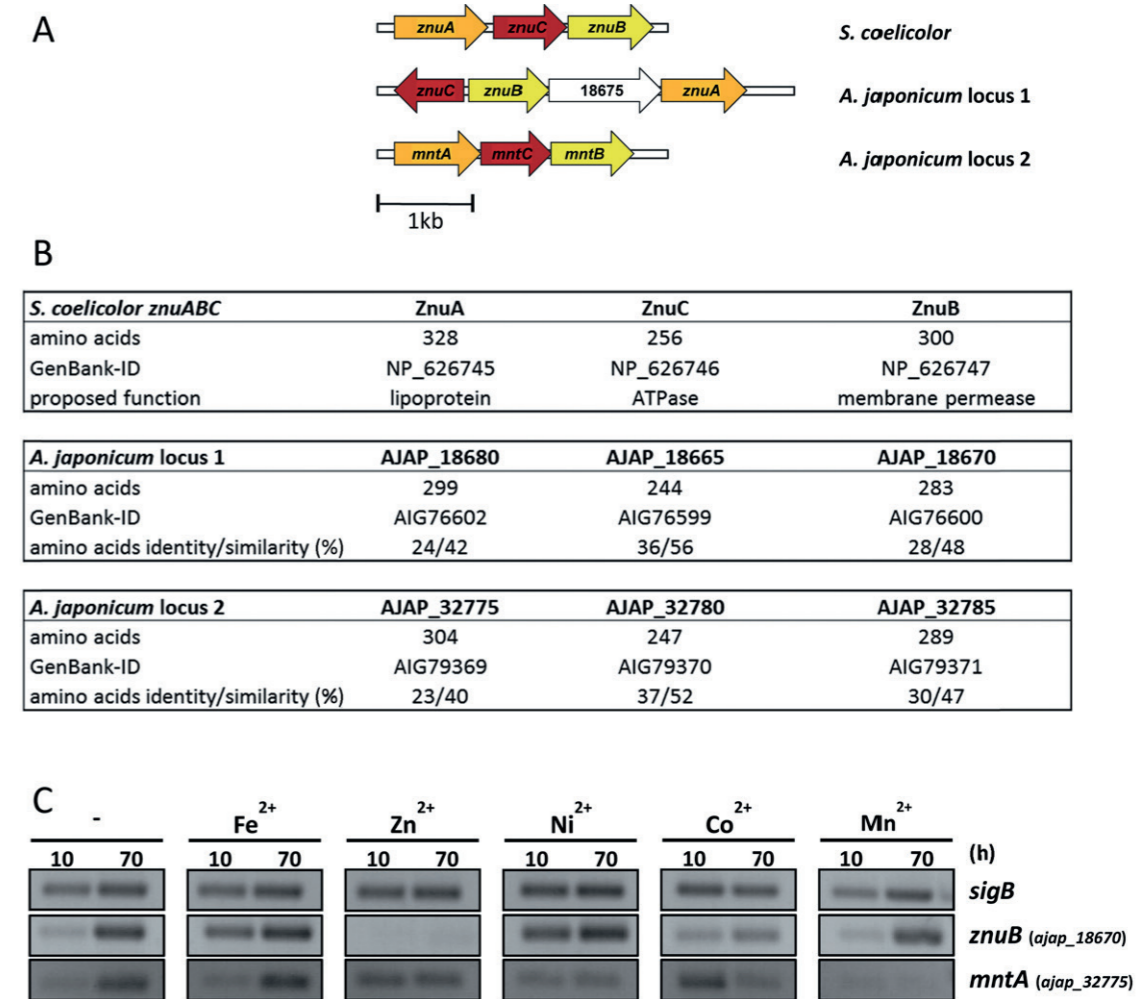 A
znuA znuC znuB S. coelicolor
znuC znuB 18675 znuA A. japonicum locus 1
mntA mntC mntB A. japonicum locus 2
1kb
B
S. coelicolor znuABC ZnuA ZnuC ZnuB
amino acids 328 256 300
GenBank-ID NP_626745 NP_626746 NP_626747
proposed function lipoprotein ATPase membrane permease
A. japonicum locus 1 AJAP_18680 AJAP_18665 AJAP_18670
amino acids 299 244 283
GenBank-ID AIG76602 AIG76599 AIG76600
amino acids identity/similarity (%) 24/42 36/56 28/48
A. japonicum locus 2 AJAP_32775 AJAP_32780 AJAP_32785
amino acids 304 247 289
GenBank-ID AIG79369 AIG79370 AIG79371
amino acids identity/similarity (%) 23/40 37/52 30/47
C
- Fe2+ Zn2+ Ni2+ Co2+ Mn2+
10 70 10 70 10 70 10 70 10 70 10 70 (h)
sigB
znuB (ajap_18670)
mntA (ajap_32775)